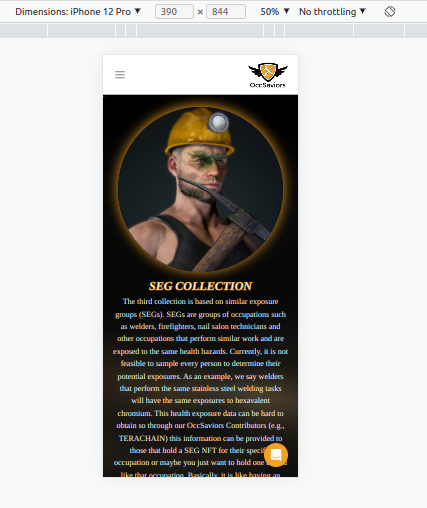 Dimensions: iPhone 12 Pro ▼ 390 × 844 50% ▼ No throttling ▼
OccSaviors
SEG COLLECTION
The third collection is based on similar exposure
groups (SEGs). SEGs are groups of occupations such
as welders, firefighters, nail salon technicians and
other occupations that perform similar work and are
exposed to the same health hazards. Currently, it is not
feasible to sample every person to determine their
potential exposures. As an example, we say welders
that perform the same stainless steel welding tasks
will have the same exposures to hexavalent
chromium. This health exposure data can be hard to
obtain so through our OccSaviors Contributors (e.g.,
TERACHAIN) this information can be provided to
those that hold a SEG NFT for their
occupation or maybe you just want to hold one
like that occupation. Basically, it is like having an